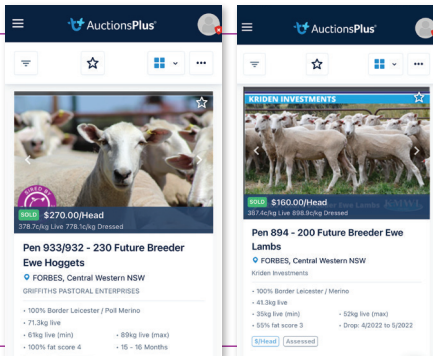 AuctionsPlus
SIRED BY
SOLD $270.00/Head
378.7c/kg Live 778.1c/kg Dressed
Pen 933/932 - 230 Future Breeder
Ewe Hoggets
FORBES, Central Western NSW
GRIFFITHS PASTORAL ENTERPRISES
• 100% Border Leicester / Poll Merino
• 71.3kg live
• 61kg live (min) • 89kg live (max)
• 100% fat score 4 • 15 - 16 Months
AuctionsPlus
KRIDEN INVESTMENTS
SOLD $160.00/Head
387.4c/kg Live 898.9c/kg Dressed
Pen 894 - 200 Future Breeder Ewe
Lambs
FORBES, Central Western NSW
Kriden Investments
• 100% Border Leicester / Merino
• 41.3kg live
• 35kg live (min) • 52kg live (max)
• 55% fat score 3 • Drop: 4/2022 to 5/2022
$/Head Assessed